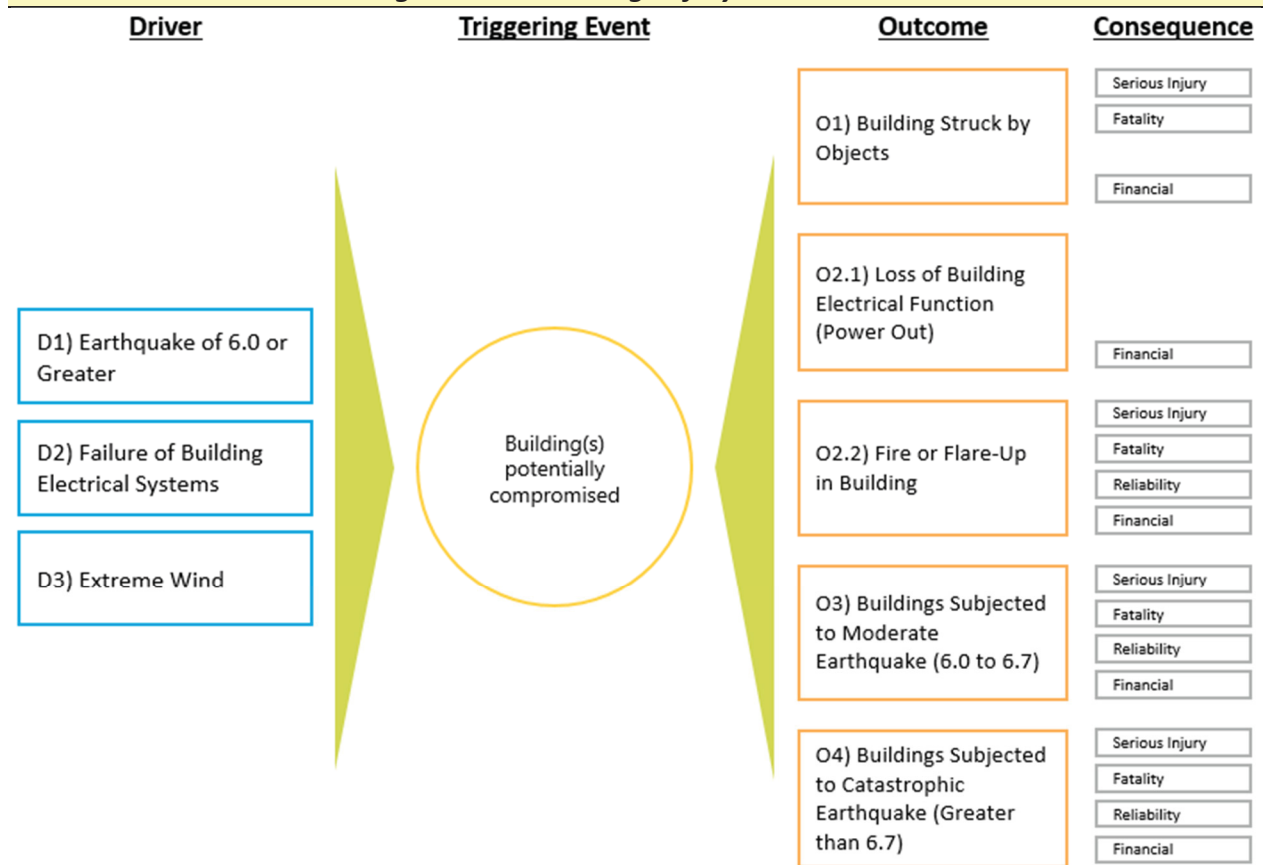 Driver
Triggering Event
Outcome
Consequence
D1) Earthquake of 6.0 or
Greater
D2) Failure of Building
Electrical Systems
D3) Extreme Wind
Building(s)
potentially
compromised
O1) Building Struck by
Objects
Serious Injury
Fatality
Financial
O2.1) Loss of Building
Electrical Function
(Power Out)
Financial
O2.2) Fire or Flare-Up
in Building
Serious Injury
Fatality
Reliability
Financial
O3) Buildings Subjected
to Moderate
Earthquake (6.0 to 6.7)
Serious Injury
Fatality
Reliability
Financial
O4) Buildings Subjected
to Catastrophic
Earthquake (Greater
than 6.7)
Serious Injury
Fatality
Reliability
Financial